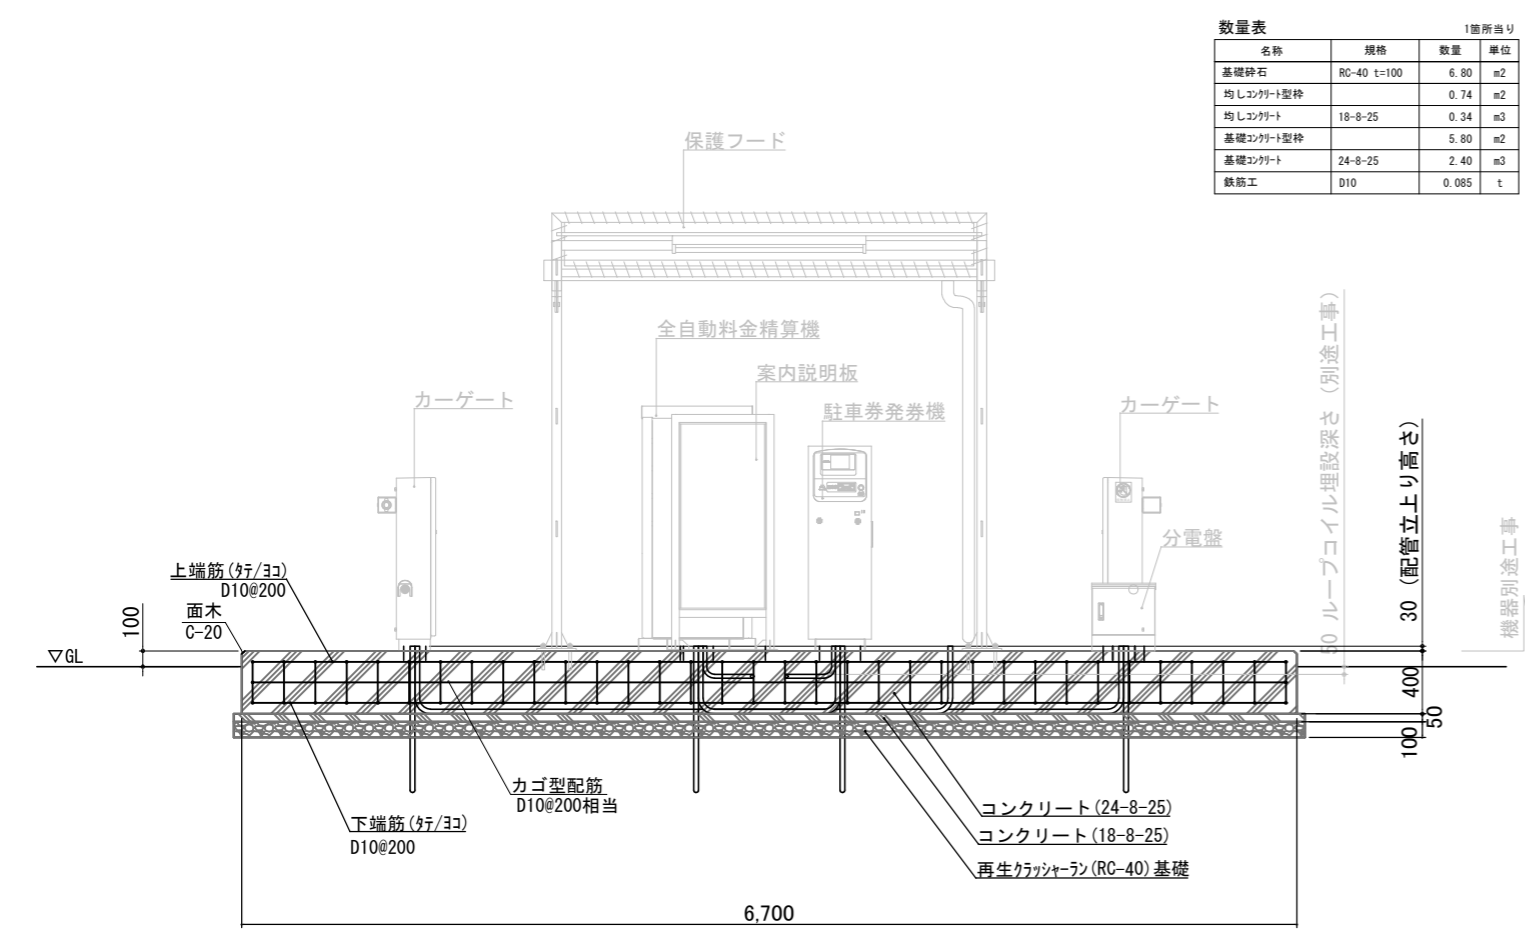 数量表
1箇所当り
名称 規格 数量 単位
基礎砕石 RC-40 t=100 6.80 m2
均しｺﾝｸﾘｰﾄ型枠 0.74 m2
均しｺﾝｸﾘｰﾄ 18-8-25 0.34 m3
基礎ｺﾝｸﾘｰﾄ型枠 5.80 m2
基礎ｺﾝｸﾘｰﾄ 24-8-25 2.40 m3
鉄筋工 D10 0.085 t
保護フード
全自動料金精算機
案内説明板
駐車券発券機
カーゲート
カーゲート
分電盤
50 ループコイル埋設深さ (別途工事)
30 (配管立上り高さ)
機器別途工事
上端筋(ﾀﾃ/ﾖｺ)
D10@200
面木
C-20
100
▽GL
400
50
100
カゴ型配筋
D10@200相当
下端筋(ﾀﾃ/ﾖｺ)
D10@200
コンクリート(24-8-25)
コンクリート(18-8-25)
再生ｸﾗｯｼｬｰﾗﾝ(RC-40)基礎
6,700